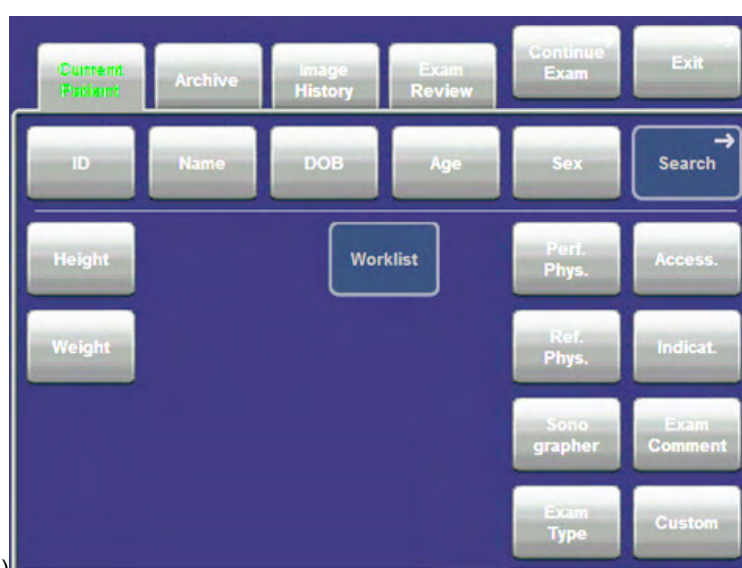 Current
Patient
Archive
Image
History
Exam
Review
Continue
Exam
Exit
ID
Name
DOB
Age
Sex
Search
Height
Worklist
Perf.
Phys.
Access.
Weight
Ref.
Phys.
Indicat.
Sono
grapher
Exam
Comment
Exam
Type
Custom
)